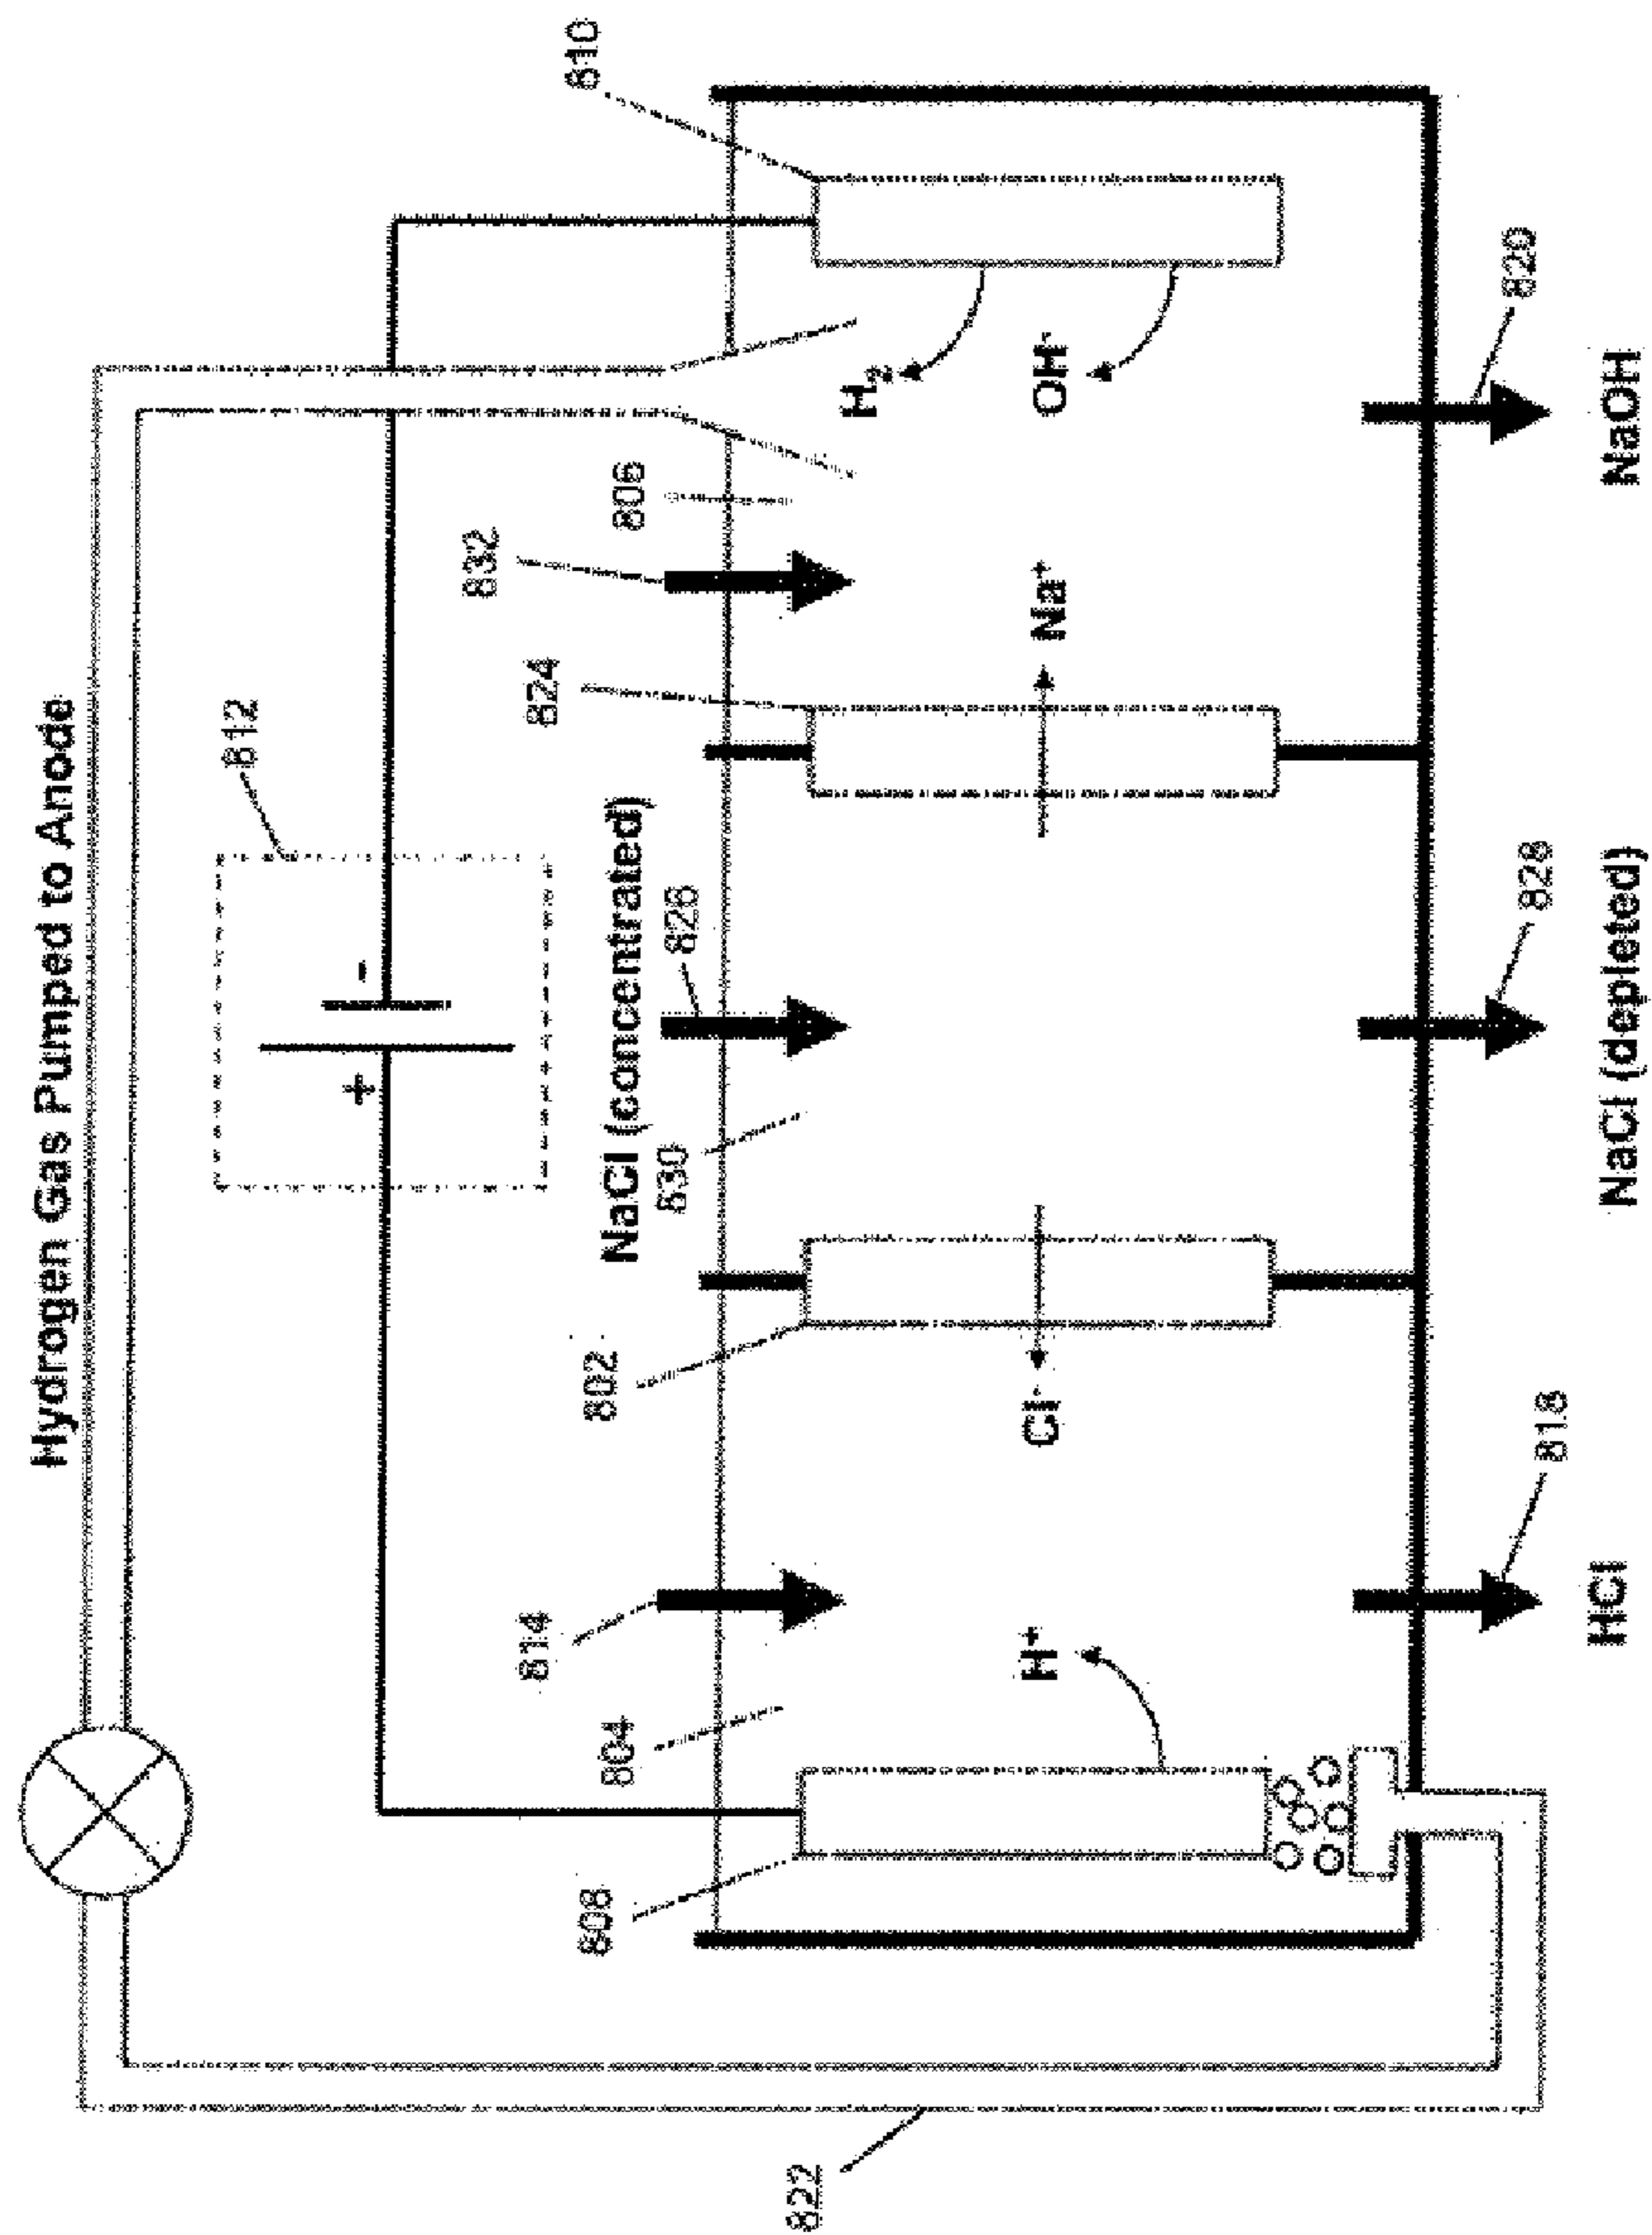 Hydrogen Gas Pumped to Anode
812
+
-
810
832
806
824
NaCl (concentrated)
826
830
802
814
804
808
822
H2
OH-
Na+
Cl-
H+
818
828
820
HCl
NaCl (depleted)
NaOH